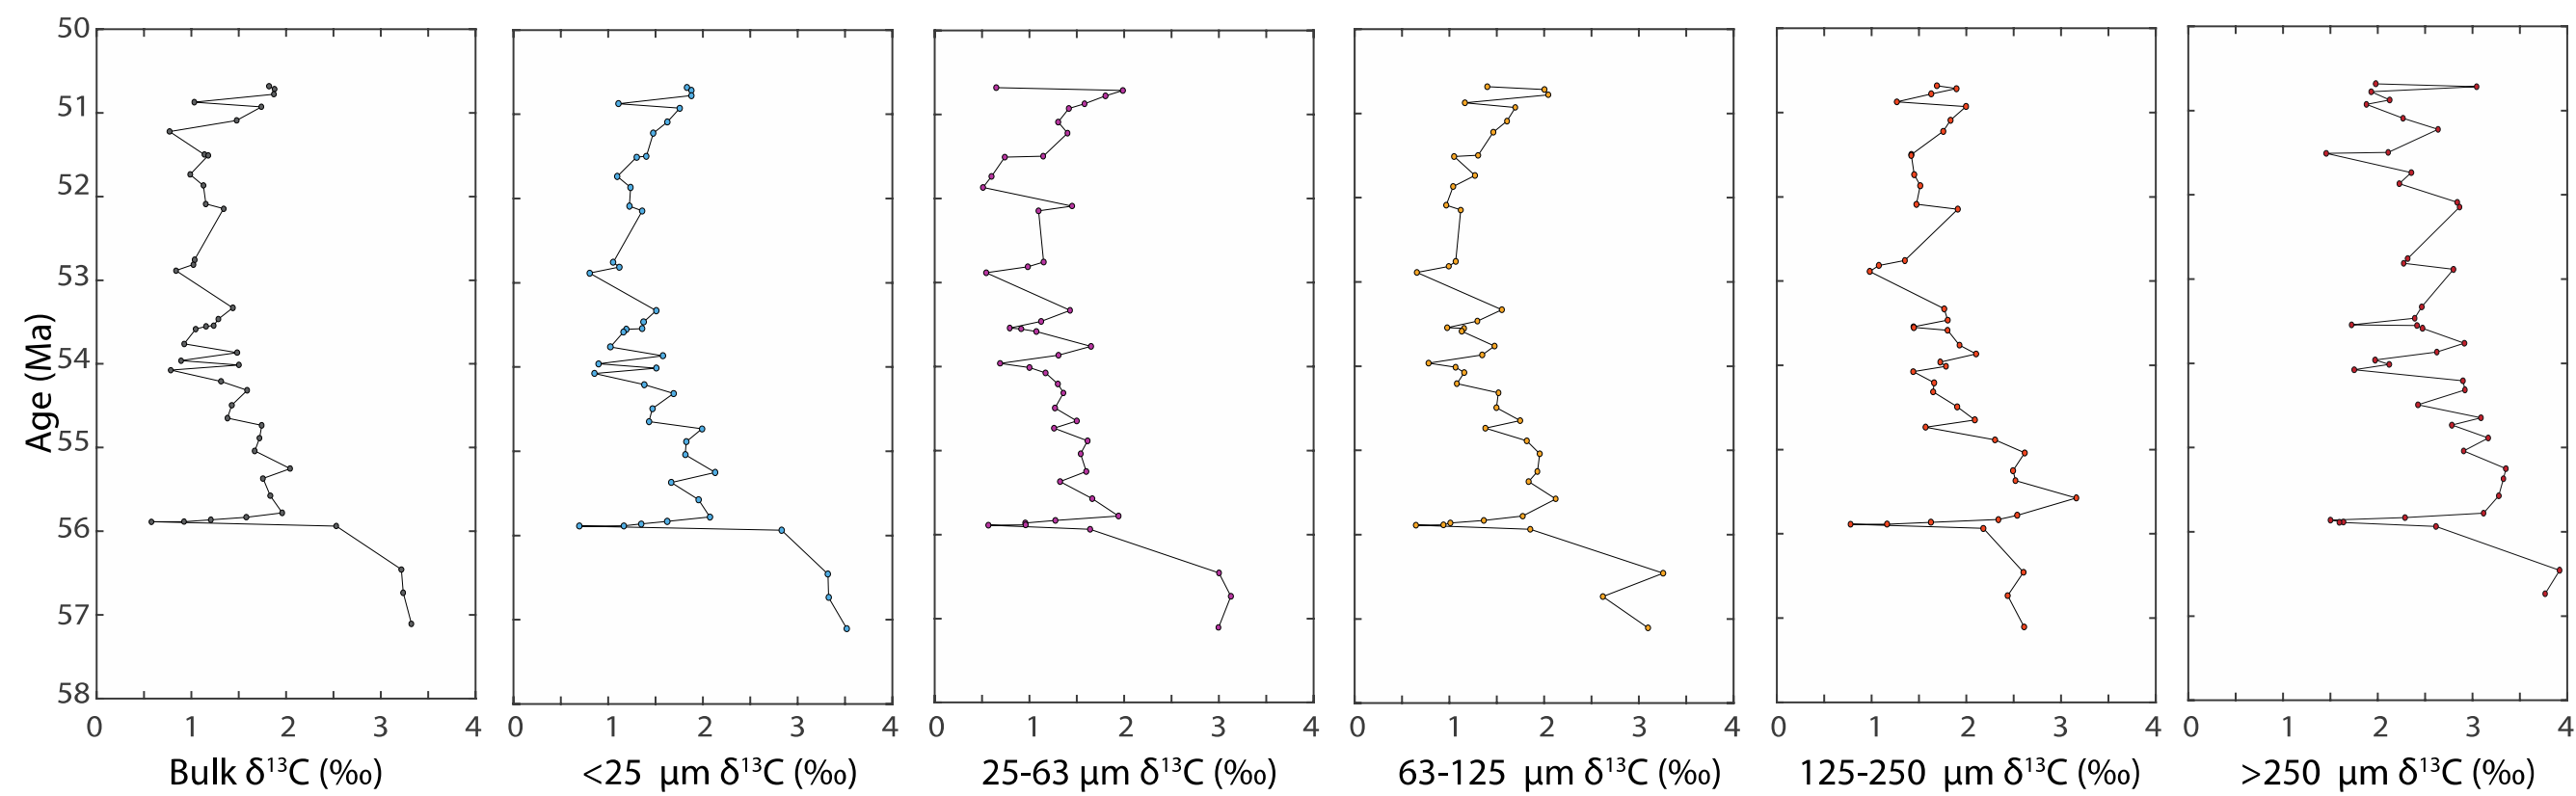 Age (Ma)
50
51
52
53
54
55
56
57
58
0 1 2 3 4
Bulk δ¹³C (‰)
0 1 2 3 4
<25 μm δ¹³C (‰)
0 1 2 3 4
25-63 μm δ¹³C (‰)
0 1 2 3 4
63-125 μm δ¹³C (‰)
0 1 2 3 4
125-250 μm δ¹³C (‰)
0 1 2 3 4
>250 μm δ¹³C (‰)